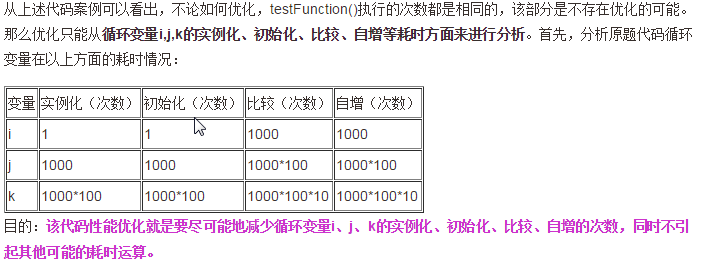 从上述代码案例可以看出，不论如何优化，testFunction()执行的次数都是相同的，该部分是不存在优化的可能。
那么优化只能从循环变量i,j,k的实例化、初始化、比较、自增等耗时方面来进行分析。首先，分析原题代码循环
变量在以上方面的耗时情况：
变量 实例化（次数） 初始化（次数） 比较（次数） 自增（次数）
i 1 1 1000 1000
j 1000 1000 1000*100 1000*100
k 1000*100 1000*100 1000*100*10 1000*100*10
目的：该代码性能优化就是要尽可能地减少循环变量i、j、k的实例化、初始化、比较、自增的次数，同时不引
起其他可能的耗时运算。